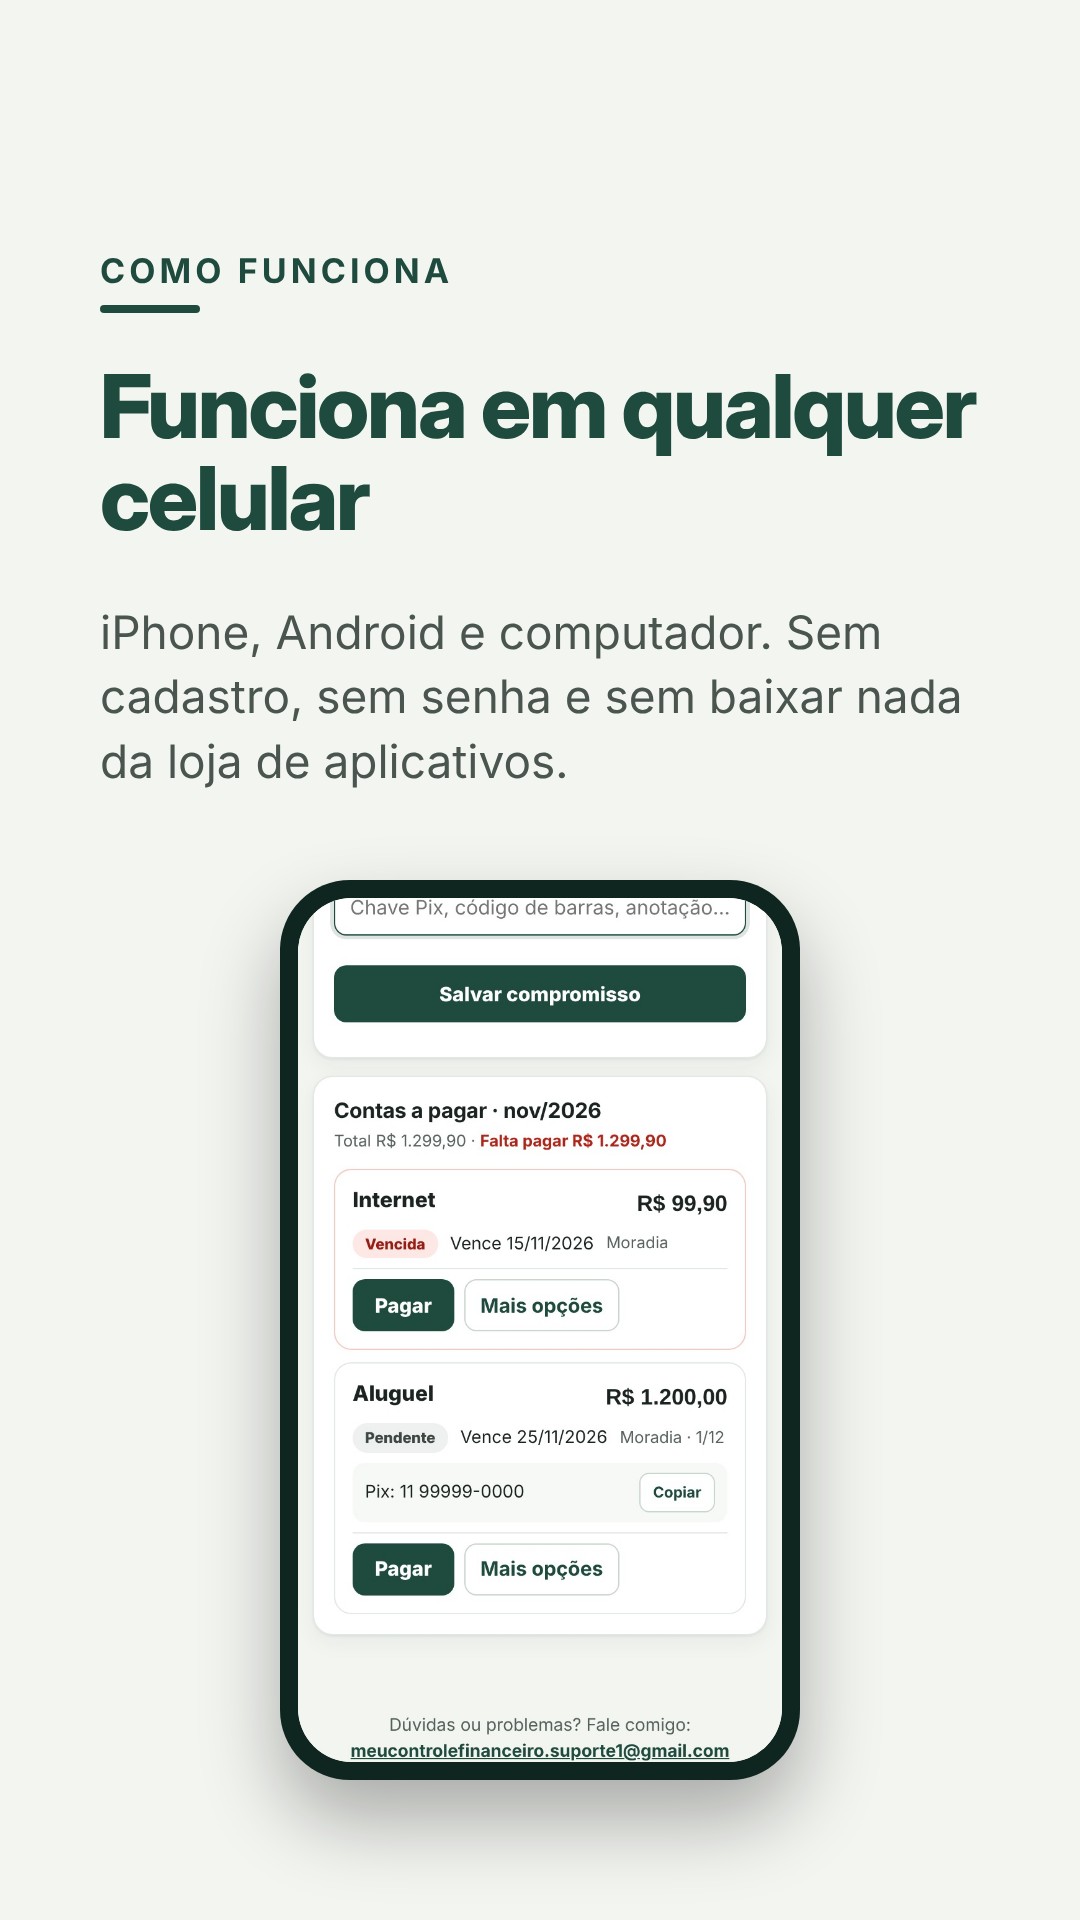 COMO FUNCIONA
Funciona em qualquer
celular
iPhone, Android e computador. Sem
cadastro, sem senha e sem baixar nada
da loja de aplicativos.
Chave Pix, código de barras, anotação...
Salvar compromisso
Contas a pagar · nov/2026
Total R$ 1.299,90 · Falta pagar R$ 1.299,90
Internet R$ 99,90
Vencida Vence 15/11/2026 Moradia
Pagar Mais opções
Aluguel R$ 1.200,00
Pendente Vence 25/11/2026 Moradia · 1/12
Pix: 11 99999-0000 Copiar
Pagar Mais opções
Dúvidas ou problemas? Fale comigo:
meucontrolefinanceiro.suporte1@gmail.com